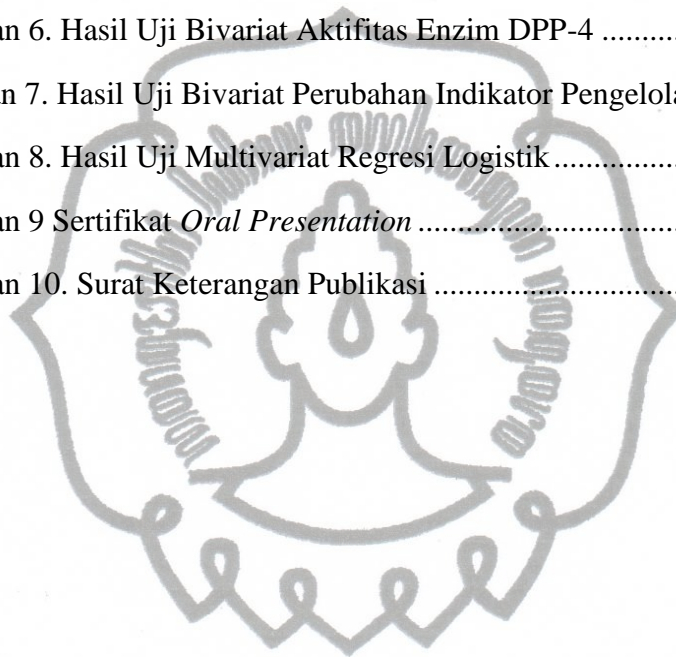 an 6. Hasil Uji Bivariat Aktifitas Enzim DPP-4 ..........
an 7. Hasil Uji Bivariat Perubahan Indikator Pengelola
an 8. Hasil Uji Multivariat Regresi Logistik .................
an 9 Sertifikat Oral Presentation ......................................
an 10. Surat Keterangan Publikasi ...................................